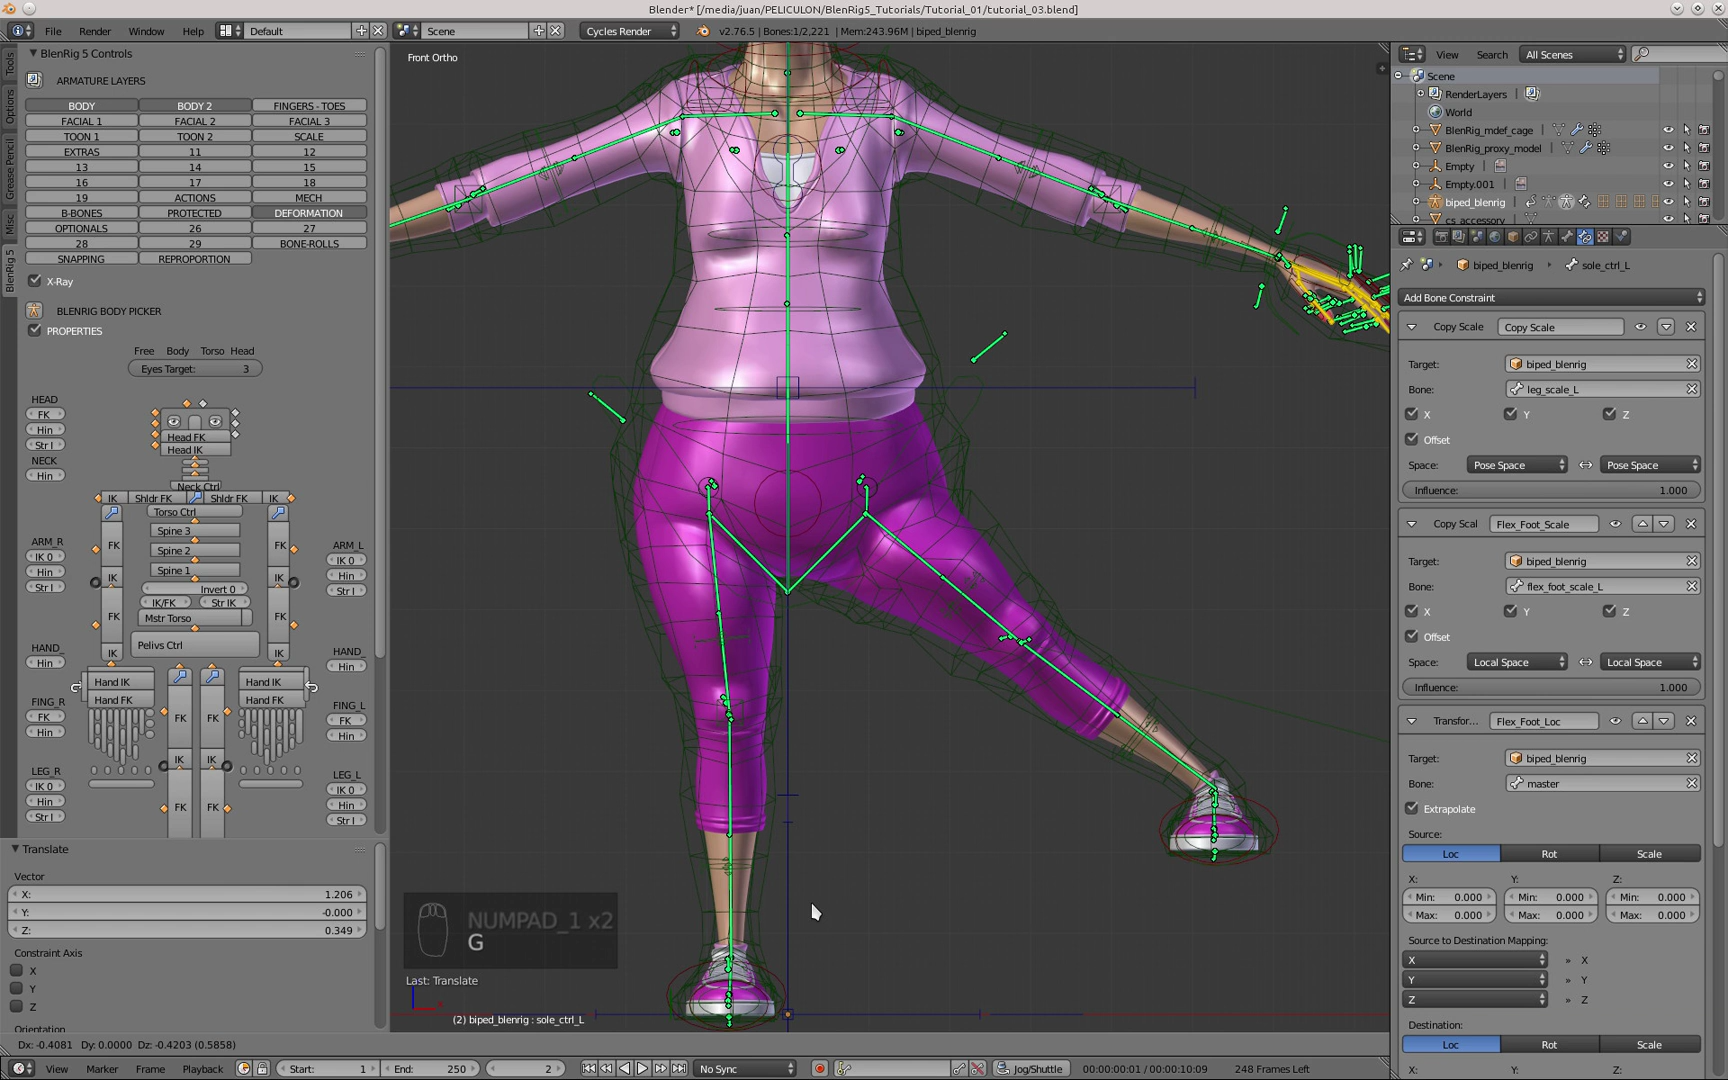 Blender* [/media/juan/PELICULON/BlenRig5_Tutorials/Tutorial_01/tutorial_03.blend]
File Render Window Help Default Scene Cycles Render v2.76.5 | Bones:1/2,221 | Mem:243.96M | biped_blenrig
Tools
Options
Grease Pencil
Misc
BlenRig 5
BlenRig 5 Controls
ARMATURE LAYERS
BODY BODY 2 FINGERS - TOES
FACIAL 1 FACIAL 2 FACIAL 3
TOON 1 TOON 2 SCALE
EXTRAS 11 12
13 14 15
16 17 18
19 ACTIONS MECH
B-BONES PROTECTED DEFORMATION
OPTIONALS 26 27
28 29 BONE-ROLLS
SNAPPING REPROPORTION
X-Ray
BLENRIG BODY PICKER
PROPERTIES
Free Body Torso Head
Eyes Target: 3
HEAD
FK
Hin
Str I
NECK
Hin
Head FK
Head IK
Neck Ctrl
IK Shldr FK Shldr FK IK
Torso Ctrl
Spine 3
Spine 2
Spine 1
Invert 0
IK/FK Str IK
Mstr Torso
Pelivs Ctrl
FK FK
IK IK
FK FK
IK IK
ARM_R
IK 0
Hin
Str I
ARM_L
IK 0
Hin
Str I
HAND_
Hin
HAND_
Hin
Hand IK Hand IK
Hand FK Hand FK
FING_R
FK
Hin
FING_L
FK
Hin
FK FK
IK IK
FK FK
LEG_R
IK 0
Hin
Str I
LEG_L
IK 0
Hin
Str I
Translate
Vector
X: 1.206
Y: -0.000
Z: 0.349
Constraint Axis
X
Y
Z
Orientation
Front Ortho
NUMPAD_1 x2
G
Last: Translate
(2) biped_blenrig : sole_ctrl_L
Dx: -0.4081 Dy: 0.0000 Dz: -0.4203 (0.5858)
View Search All Scenes
Scene
RenderLayers
World
BlenRig_mdef_cage
BlenRig_proxy_model
Empty
Empty.001
biped_blenrig
cs_accessory
biped_blenrig sole_ctrl_L
Add Bone Constraint
Copy Scale Copy Scale
Target: biped_blenrig
Bone: leg_scale_L
X Y Z
Offset
Space: Pose Space Pose Space
Influence: 1.000
Copy Scal Flex_Foot_Scale
Target: biped_blenrig
Bone: flex_foot_scale_L
X Y Z
Offset
Space: Local Space Local Space
Influence: 1.000
Transfor... Flex_Foot_Loc
Target: biped_blenrig
Bone: master
Extrapolate
Source:
Loc Rot Scale
X: Y: Z:
Min: 0.000 Min: 0.000 Min: 0.000
Max: 0.000 Max: 0.000 Max: 0.000
Source to Destination Mapping:
X » X
Y » Y
Z » Z
Destination:
Loc Rot Scale
X: Y: Z:
View Marker Frame Playback Start: 1 End: 250 2 No Sync Jog/Shuttle 00:00:00:01 / 00:00:10:09 248 Frames Left